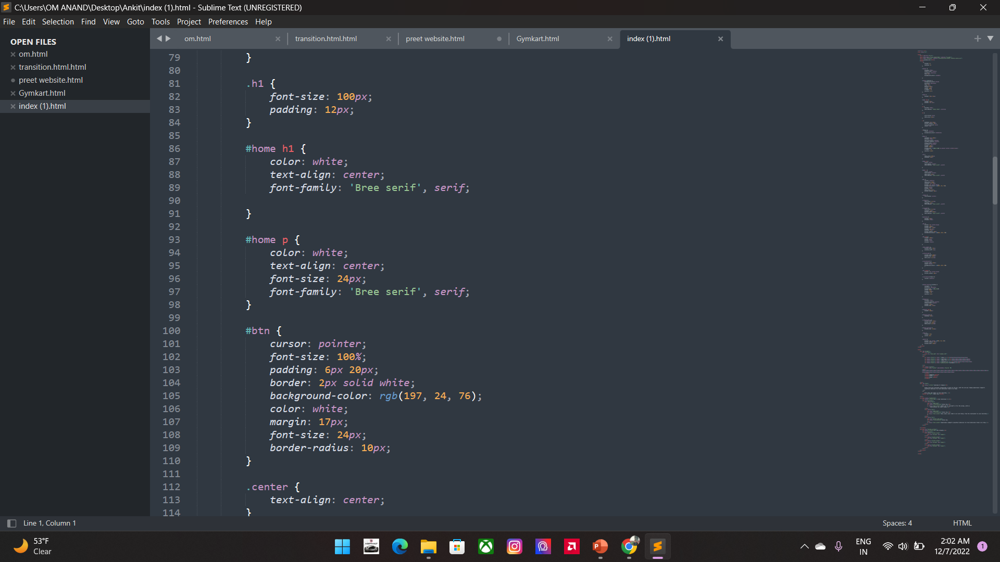 C:\Users\OM ANAND\Desktop\Ankit\index (1).html - Sublime Text (UNREGISTERED)
File Edit Selection Find View Goto Tools Project Preferences Help
OPEN FILES
om.html
transition.html.html
preet website.html
Gymkart.html
index (1).html
om.html transition.html.html preet website.html Gymkart.html index (1).html
79 }
80
81 .h1 {
82 font-size: 100px;
83 padding: 12px;
84 }
85
86 #home h1 {
87 color: white;
88 text-align: center;
89 font-family: 'Bree serif', serif;
90
91 }
92
93 #home p {
94 color: white;
95 text-align: center;
96 font-size: 24px;
97 font-family: 'Bree serif', serif;
98 }
99
100 #btn {
101 cursor: pointer;
102 font-size: 100%;
103 padding: 6px 20px;
104 border: 2px solid white;
105 background-color: rgb(197, 24, 76);
106 color: white;
107 margin: 17px;
108 font-size: 24px;
109 border-radius: 10px;
110 }
111
112 .center {
113 text-align: center;
114 }
Line 1, Column 1 Spaces: 4 HTML
53°F
Clear
ENG
IN
2:02 AM
12/7/2022
1